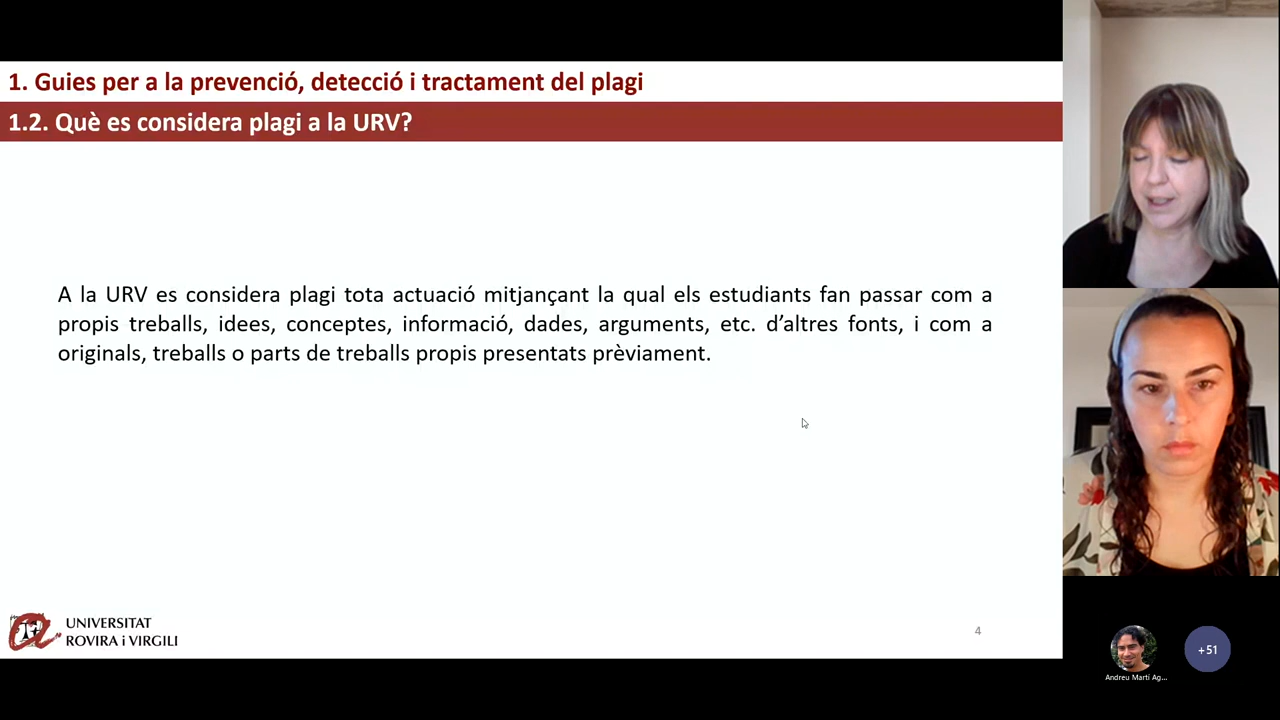 1. Guies per a la prevenció, detecció i tractament del plagi
1.2. Què es considera plagi a la URV?
A la URV es considera plagi tota actuació mitjançant la qual els estudiants fan passar com a
propis treballs, idees, conceptes, informació, dades, arguments, etc. d’altres fonts, i com a
originals, treballs o parts de treballs propis presentats prèviament.
UNIVERSITAT
ROVIRA i VIRGILI
4
+51
Andreu Martí Ag...